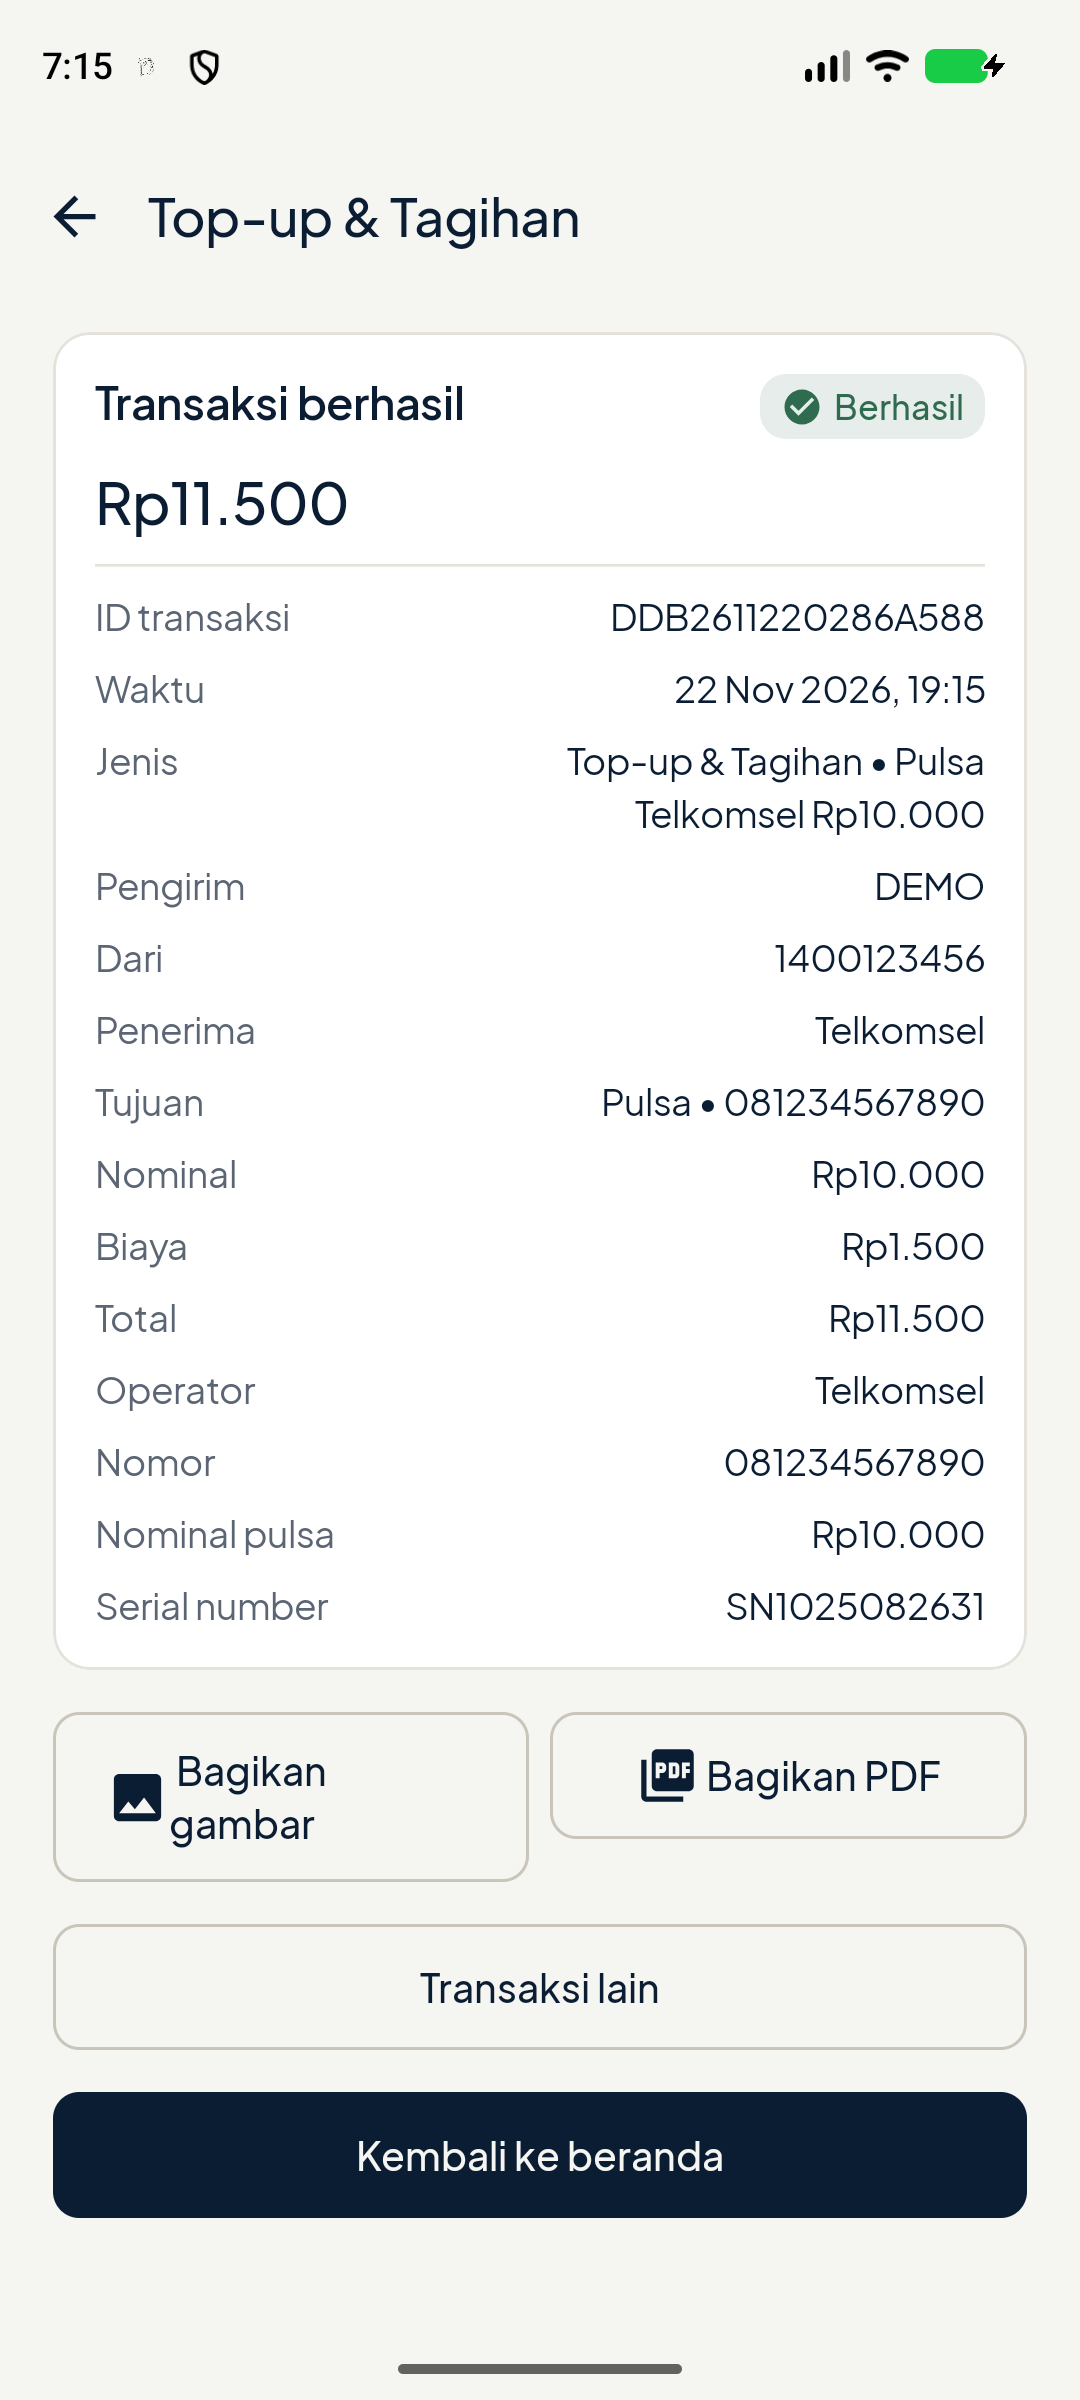 7:15
Top-up & Tagihan
Transaksi berhasil
Berhasil
Rp11.500
ID transaksi DDB2611220286A588
Waktu 22 Nov 2026, 19:15
Jenis Top-up & Tagihan • Pulsa
Telkomsel Rp10.000
Pengirim DEMO
Dari 1400123456
Penerima Telkomsel
Tujuan Pulsa • 081234567890
Nominal Rp10.000
Biaya Rp1.500
Total Rp11.500
Operator Telkomsel
Nomor 081234567890
Nominal pulsa Rp10.000
Serial number SN1025082631
Bagikan
gambar
PDF Bagikan PDF
Transaksi lain
Kembali ke beranda